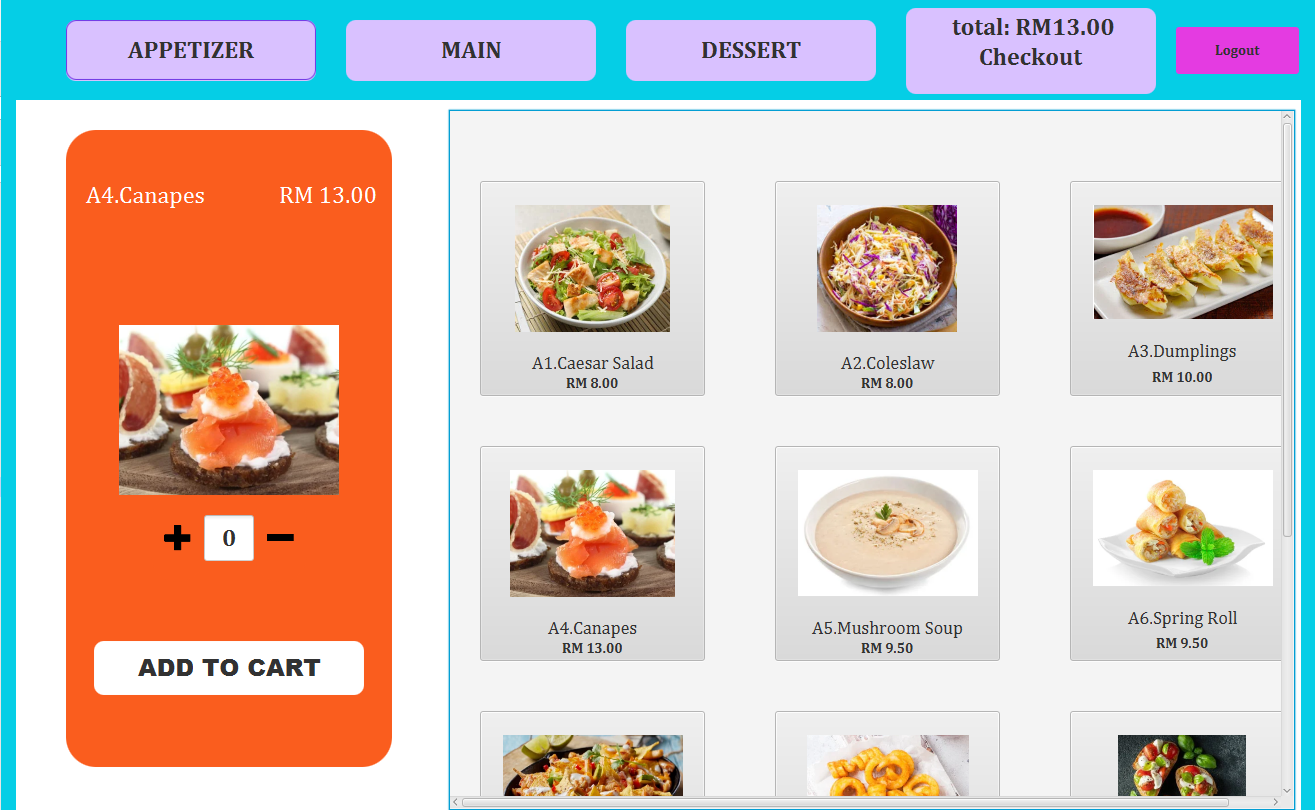 APPETIZER
MAIN
DESSERT
total: RM13.00
Checkout
Logout
A4.Canapes RM 13.00
0
ADD TO CART
A1.Caesar Salad
RM 8.00
A2.Coleslaw
RM 8.00
A3.Dumplings
RM 10.00
A4.Canapes
RM 13.00
A5.Mushroom Soup
RM 9.50
A6.Spring Roll
RM 9.50